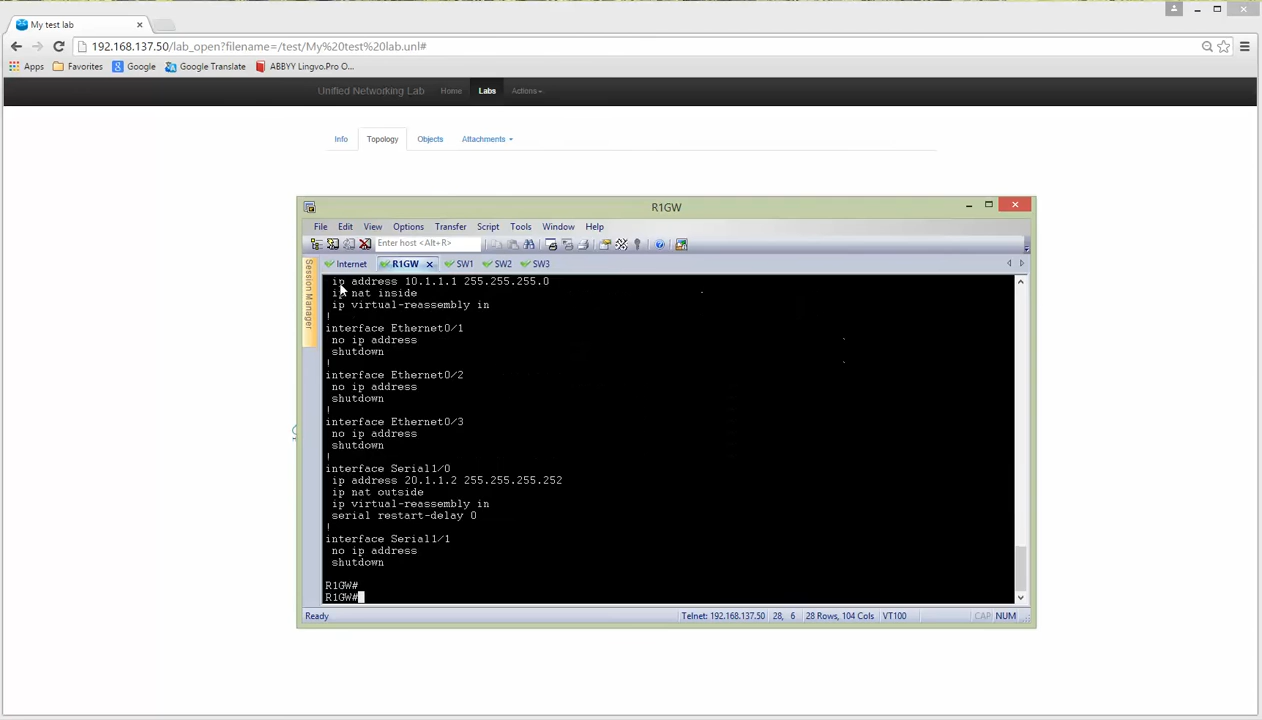 My test lab
192.168.137.50/lab_open?filename=/test/My%20test%20lab.unl#
Apps Favorites Google Google Translate ABBYY Lingvo.Pro O...
Unified Networking Lab Home Labs Actions
Info Topology Objects Attachments
R1GW
File Edit View Options Transfer Script Tools Window Help
Enter host <Alt+R>
Internet R1GW SW1 SW2 SW3
Session Manager
ip address 10.1.1.1 255.255.255.0
ip nat inside
ip virtual-reassembly in
!
interface Ethernet0/1
no ip address
shutdown
!
interface Ethernet0/2
no ip address
shutdown
!
interface Ethernet0/3
no ip address
shutdown
!
interface Serial1/0
ip address 20.1.1.2 255.255.255.252
ip nat outside
ip virtual-reassembly in
serial restart-delay 0
!
interface Serial1/1
no ip address
shutdown
R1GW#
R1GW#
Ready Telnet: 192.168.137.50 28, 6 28 Rows, 104 Cols VT100 CAP NUM